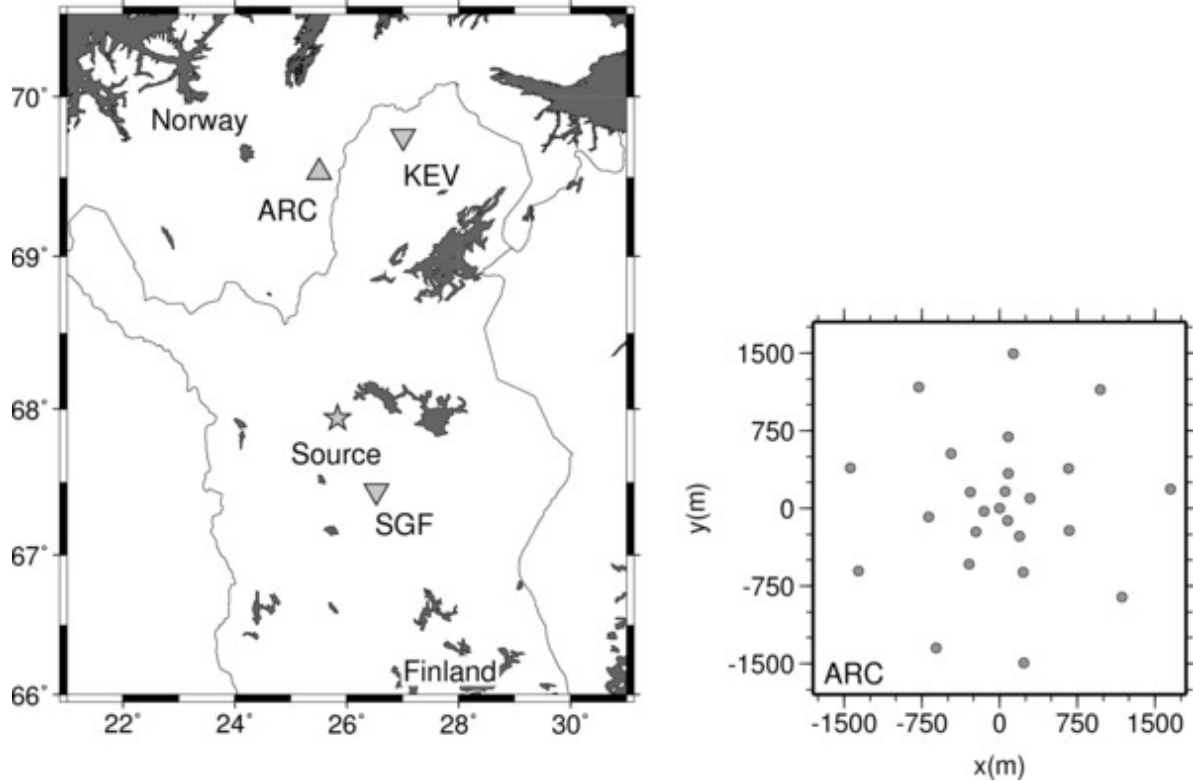 70°
Norway
KEV
ARC
69°
68°
Source
SGF
67°
Finland
66°
22° 24° 26° 28° 30°
1500
750
0
-750
-1500
y(m)
ARC
-1500 -750 0 750 1500
x(m)